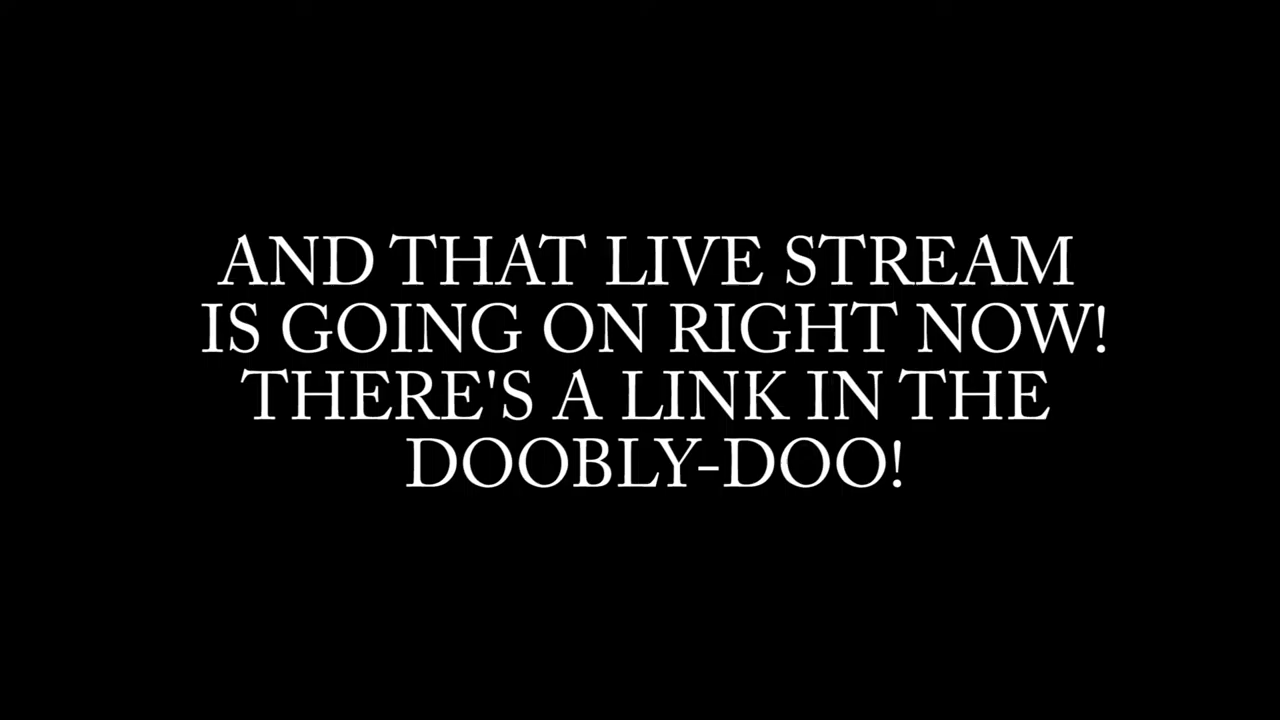 AND THAT LIVE STREAM
IS GOING ON RIGHT NOW!
THERE'S A LINK IN THE
DOOBLY-DOO!